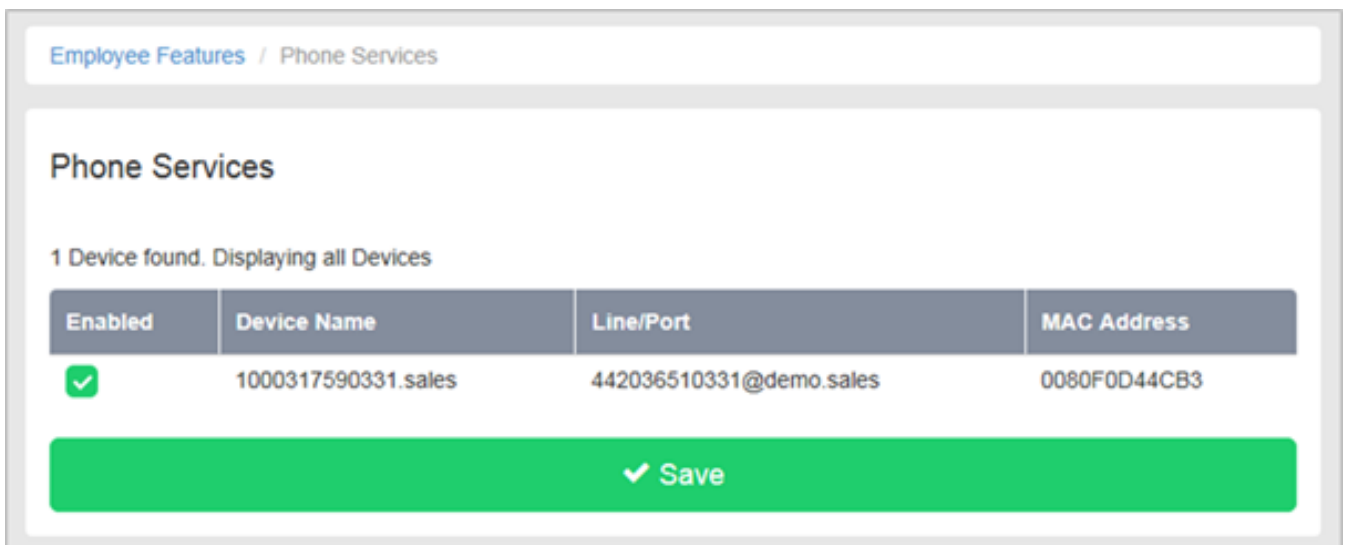 Employee Features / Phone Services
Phone Services
1 Device found. Displaying all Devices
Enabled Device Name Line/Port MAC Address
1000317590331.sales 442036510331@demo.sales 0080F0D44CB3
Save